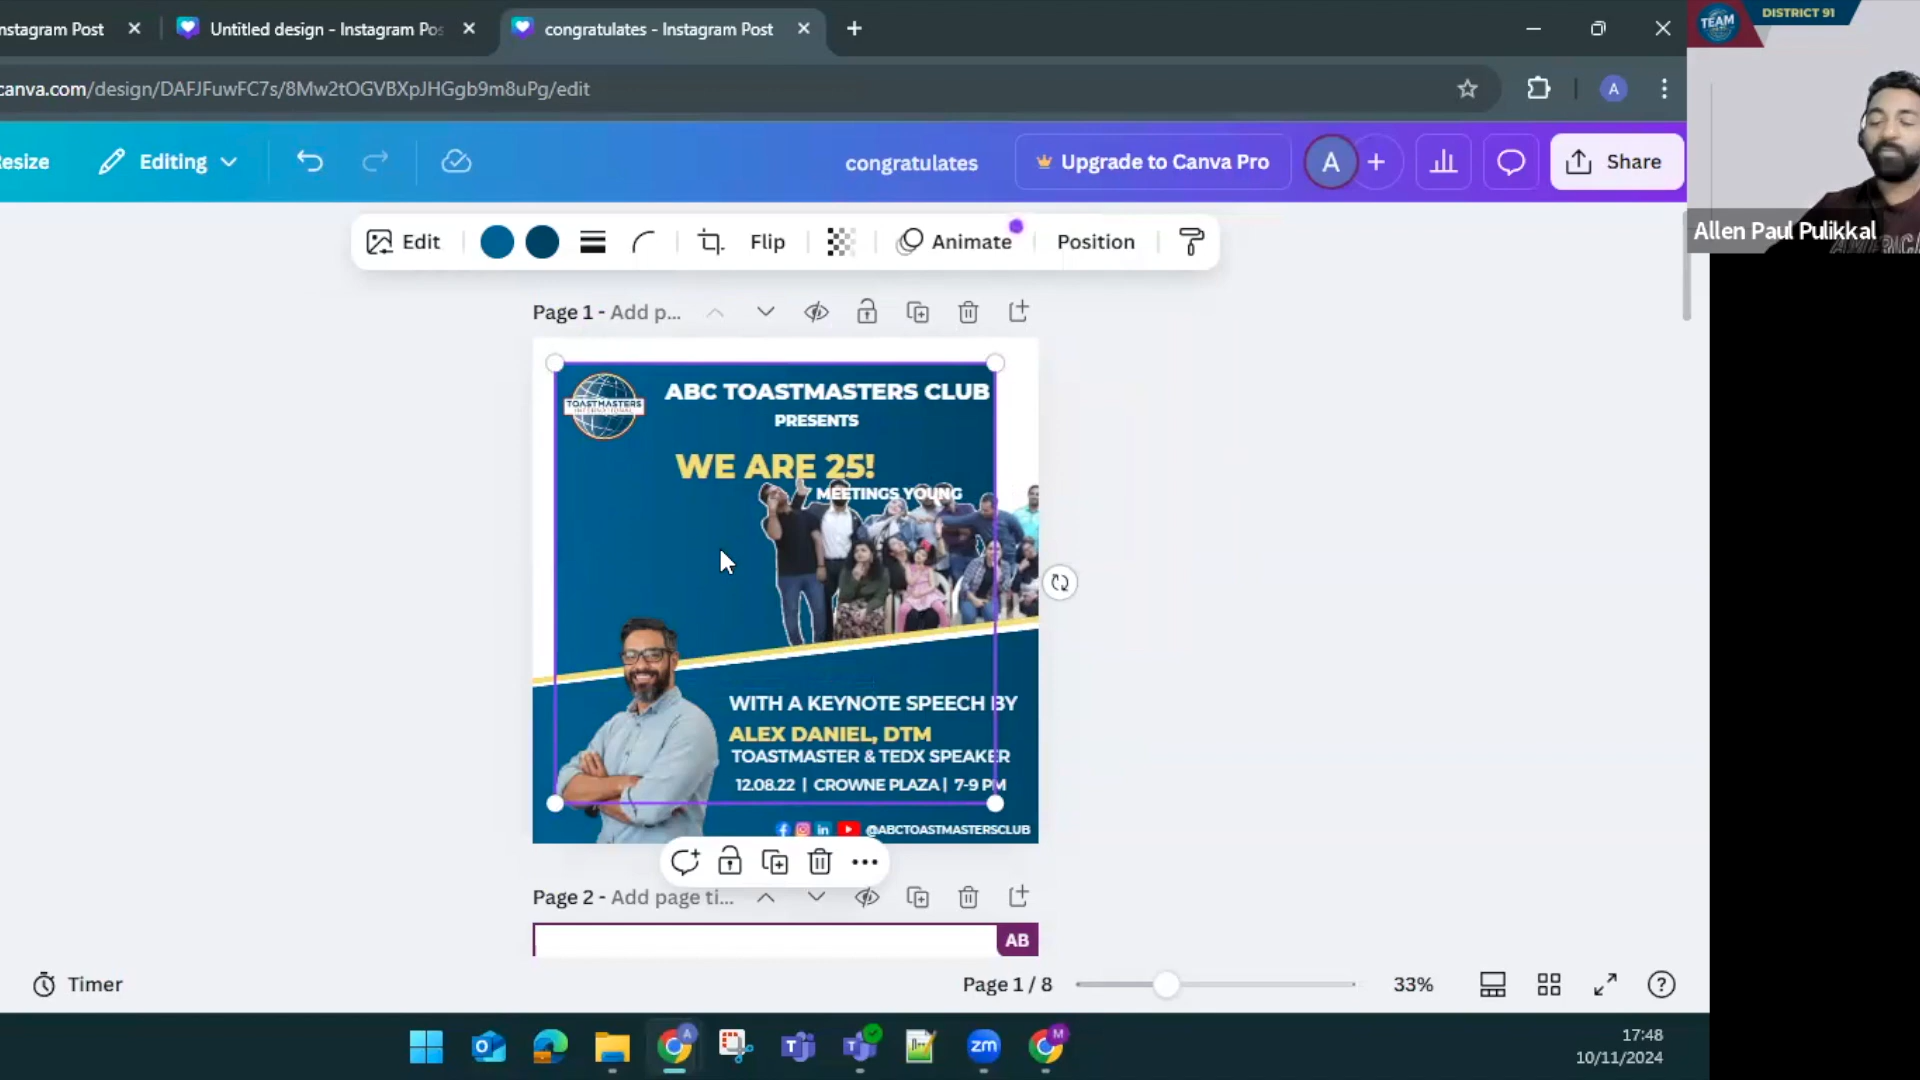 nstagram Post
Untitled design - Instagram Pos
congratulates - Instagram Post
TEAM
DISTRICT 91
canva.com/design/DAFJFuwFC7s/8Mw2tOGVBXpJHGgb9m8uPg/edit
A
Resize
Editing
congratulates
Upgrade to Canva Pro
A
Share
Allen Paul Pulikkal
Edit
Flip
Animate
Position
Page 1 - Add p...
TOASTMASTERS
INTERNATIONAL
ABC TOASTMASTERS CLUB
PRESENTS
WE ARE 25!
MEETINGS YOUNG
WITH A KEYNOTE SPEECH BY
ALEX DANIEL, DTM
TOASTMASTER & TEDX SPEAKER
12.08.22 | CROWNE PLAZA | 7-9 PM
@ABCTOASTMASTERSCLUB
Page 2 - Add page ti...
AB
Timer
Page 1 / 8
33%
17:48
10/11/2024